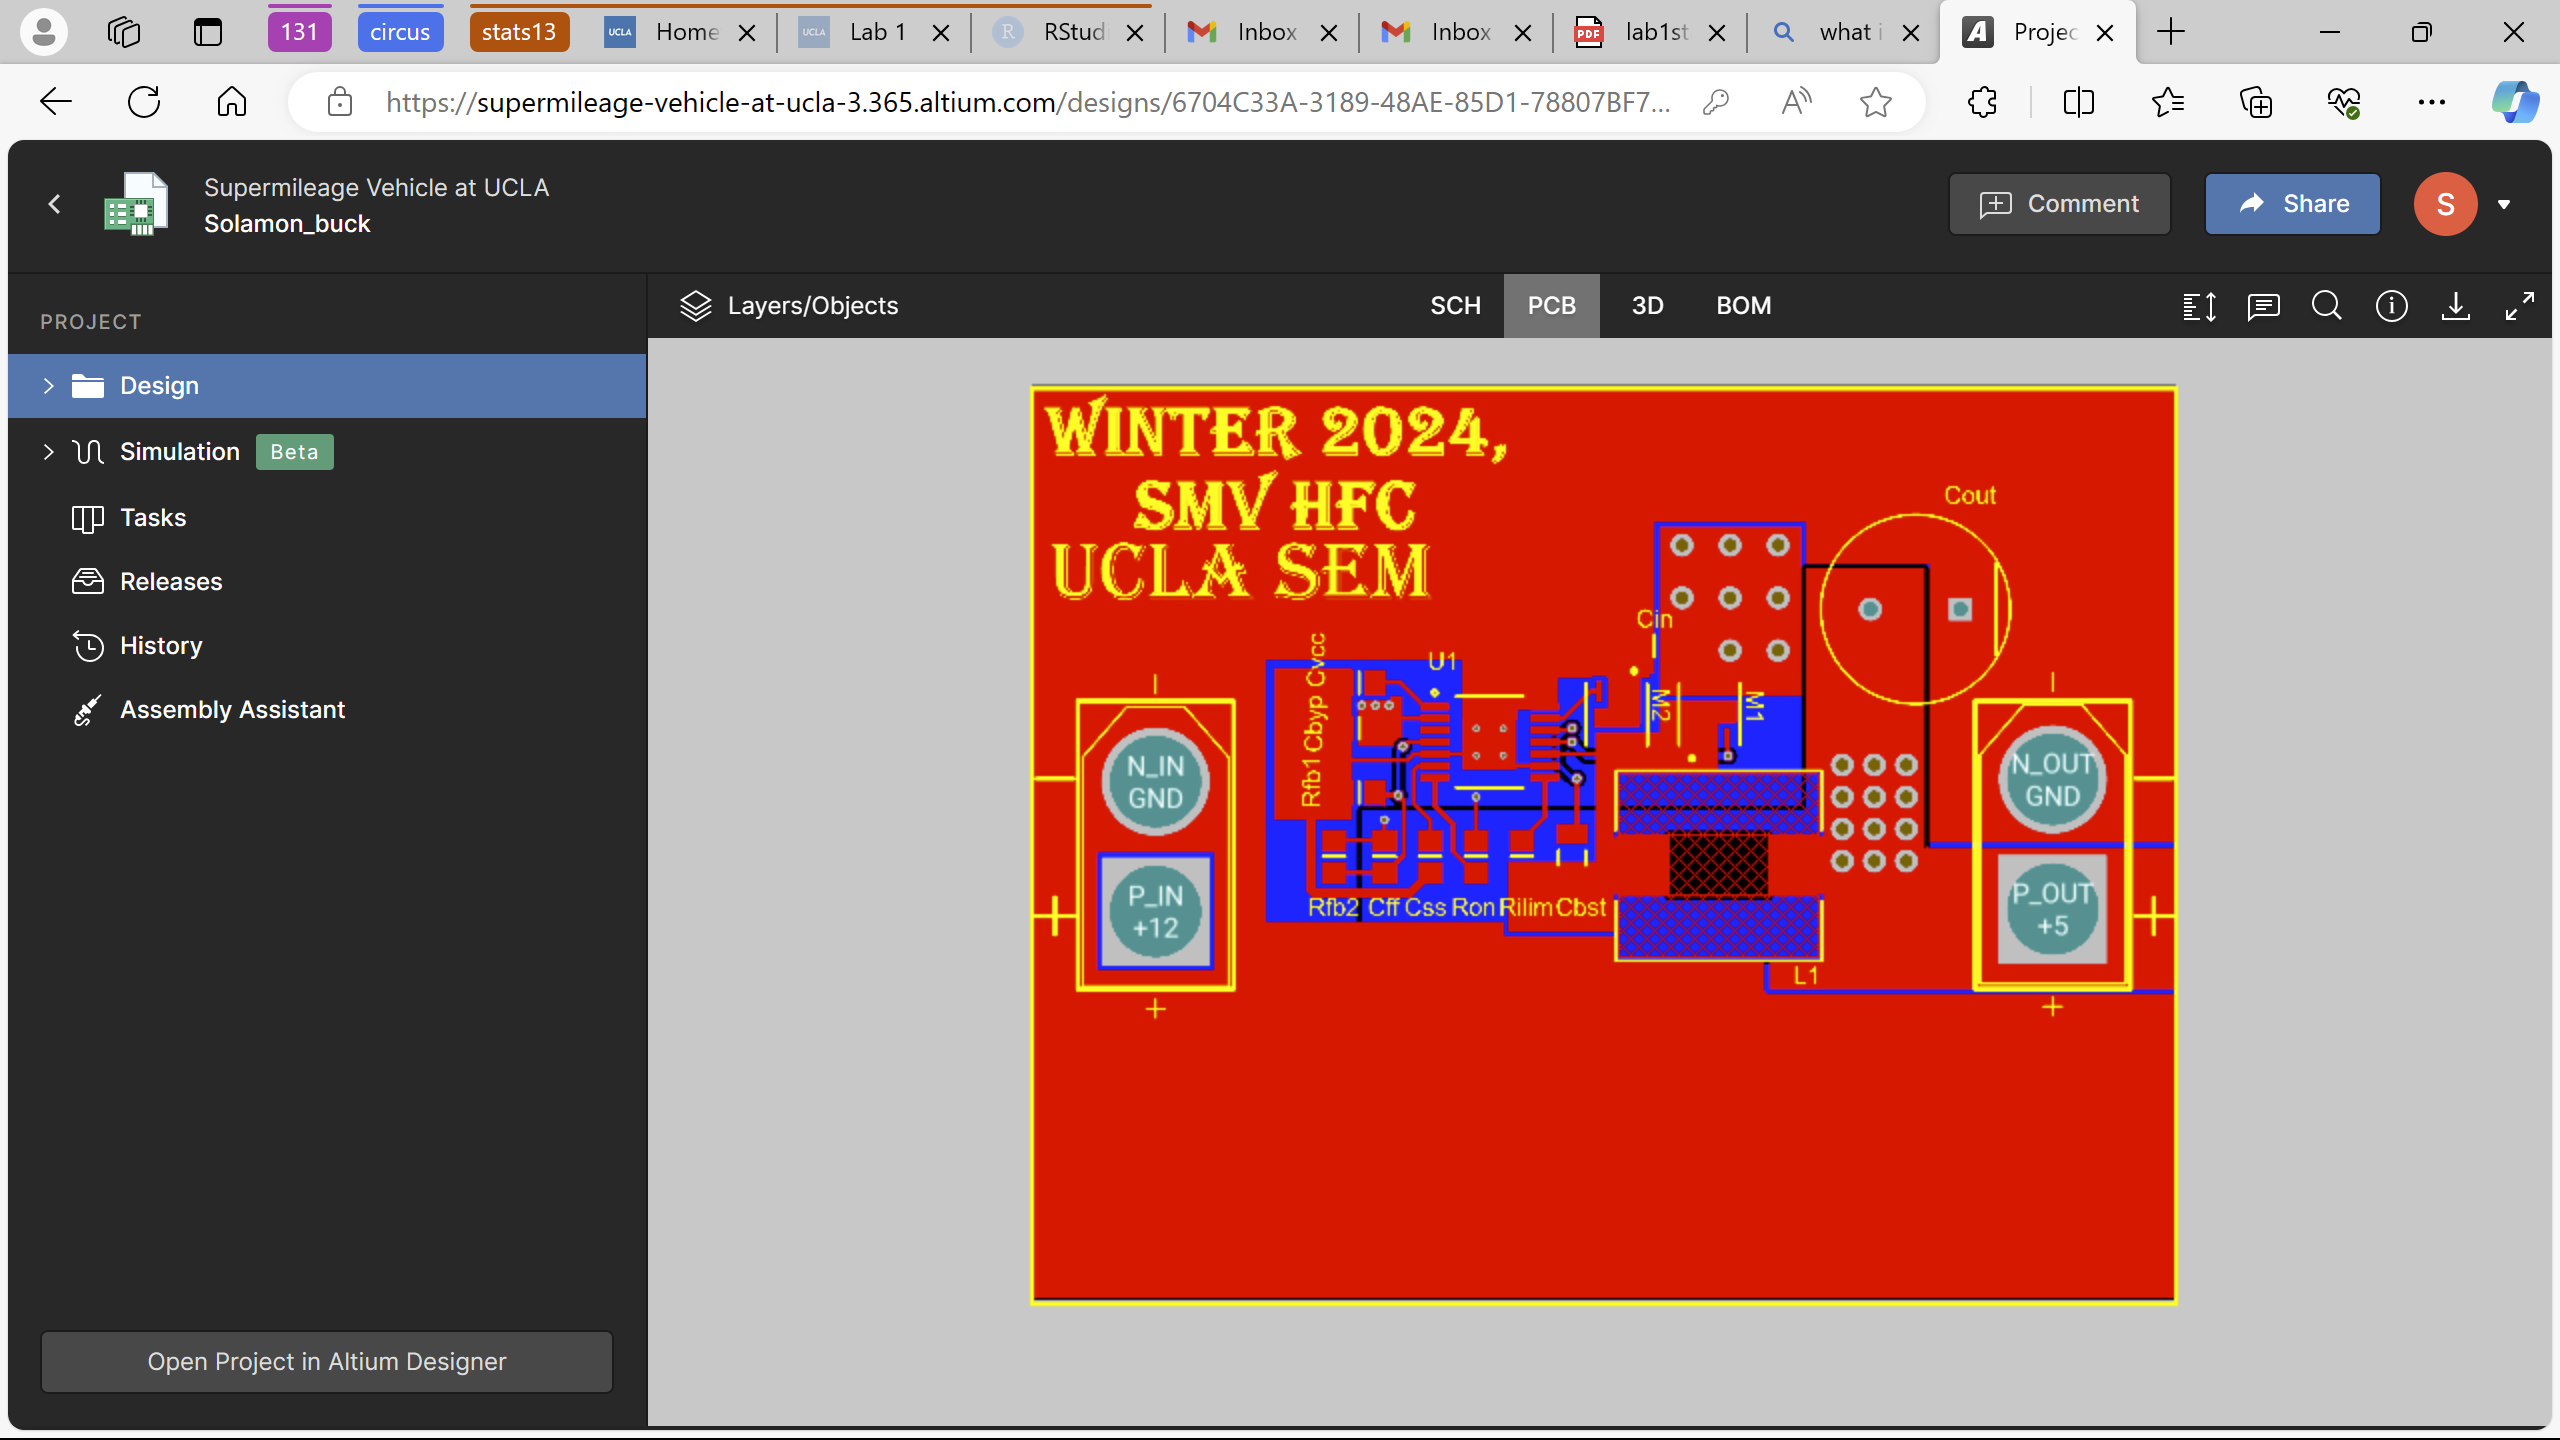 131
circus
stats13
UCLA
Home
UCLA
Lab 1
R
RStudi
Inbox
Inbox
PDF
lab1st
what i
A
Projec
https://supermileage-vehicle-at-ucla-3.365.altium.com/designs/6704C33A-3189-48AE-85D1-78807BF7...
Supermileage Vehicle at UCLA
Solamon_buck
Comment
Share
S
PROJECT
Design
Simulation Beta
Tasks
Releases
History
Assembly Assistant
Open Project in Altium Designer
Layers/Objects
SCH
PCB
3D
BOM
WINTER 2024,
SMV HFC
UCLA SEM
Cout
Cin
U1
Rfb1 Cbyp Cvcc
M2
M1
N_IN
GND
P_IN
+12
+
+
N_OUT
GND
P_OUT
+5
+
+
Rfb2 Cff Css Ron Rilim Cbst
L1